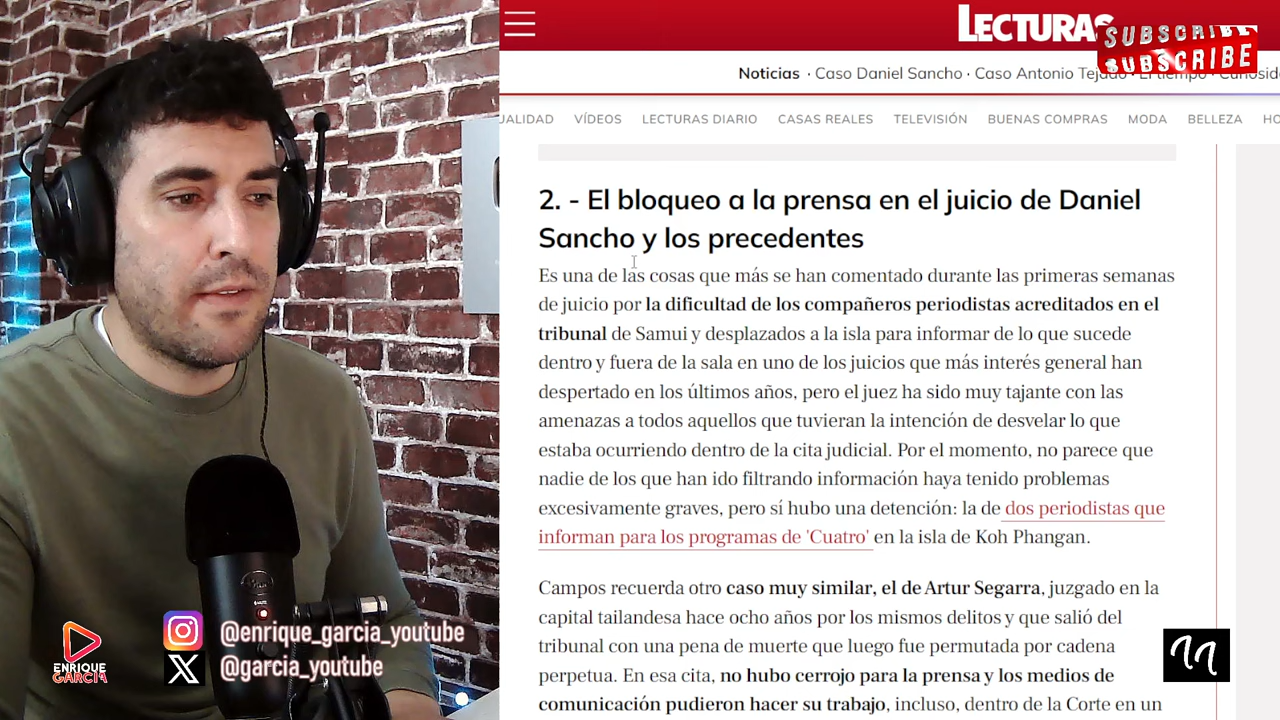 LECTURAS
SUBSCRIBE
SUBSCRIBE
Noticias · Caso Daniel Sancho · Caso Antonio Tejado · El tiempo
UALIDAD VÍDEOS LECTURAS DIARIO CASAS REALES TELEVISIÓN BUENAS COMPRAS MODA BELLEZA HO
2. - El bloqueo a la prensa en el juicio de Daniel
Sancho y los precedentes
Es una de las cosas que más se han comentado durante las primeras semanas
de juicio por la dificultad de los compañeros periodistas acreditados en el
tribunal de Samui y desplazados a la isla para informar de lo que sucede
dentro y fuera de la sala en uno de los juicios que más interés general han
despertado en los últimos años, pero el juez ha sido muy tajante con las
amenazas a todos aquellos que tuvieran la intención de desvelar lo que
estaba ocurriendo dentro de la cita judicial. Por el momento, no parece que
nadie de los que han ido filtrando información haya tenido problemas
excesivamente graves, pero sí hubo una detención: la de dos periodistas que
informan para los programas de 'Cuatro' en la isla de Koh Phangan.
Campos recuerda otro caso muy similar, el de Artur Segarra, juzgado en la
capital tailandesa hace ocho años por los mismos delitos y que salió del
tribunal con una pena de muerte que luego fue permutada por cadena
perpetua. En esa cita, no hubo cerrojo para la prensa y los medios de
comunicación pudieron hacer su trabajo, incluso, dentro de la Corte en un
ENRIQUE
GARCIA
@enrique_garcia_youtube
@garcia_youtube